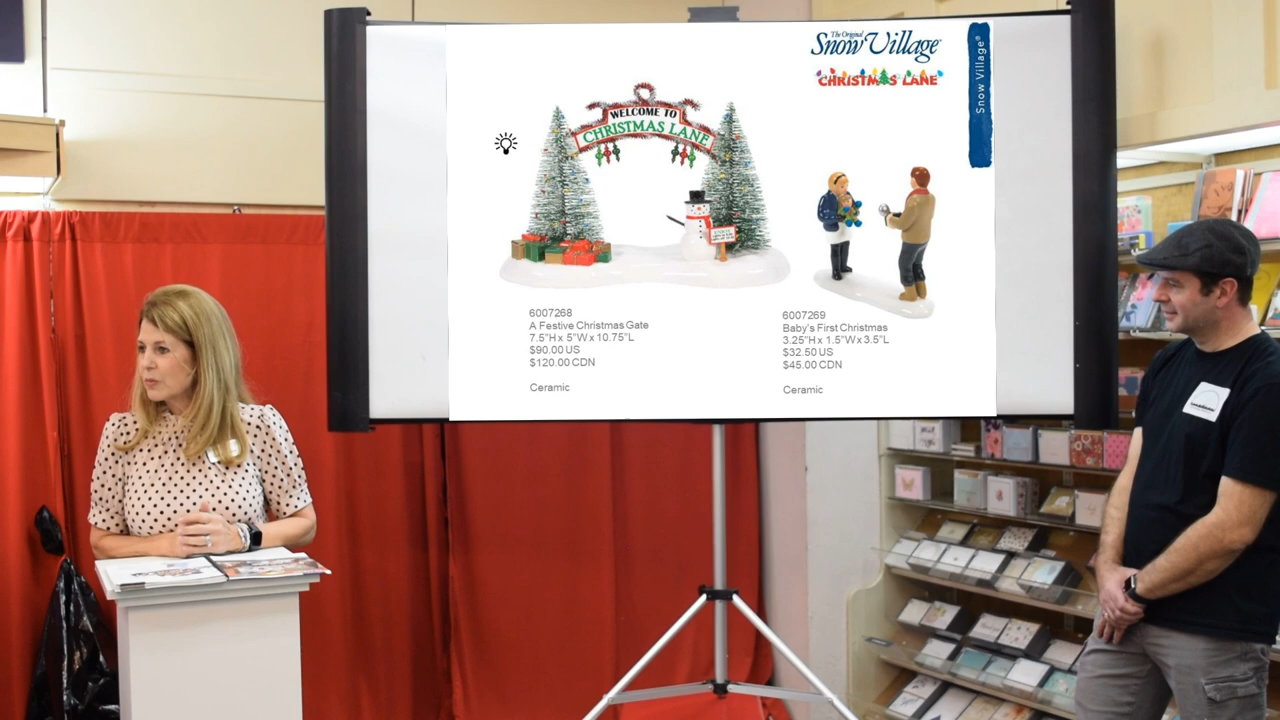 The Original
Snow Village
CHRISTMAS LANE
Snow Village®
WELCOME TO
CHRISTMAS LANE
6007268
A Festive Christmas Gate
7.5"H x 5"W x 10.75"L
$90.00 US
$120.00 CDN
Ceramic
6007269
Baby's First Christmas
3.25"H x 1.5"W x 3.5"L
$32.50 US
$45.00 CDN
Ceramic